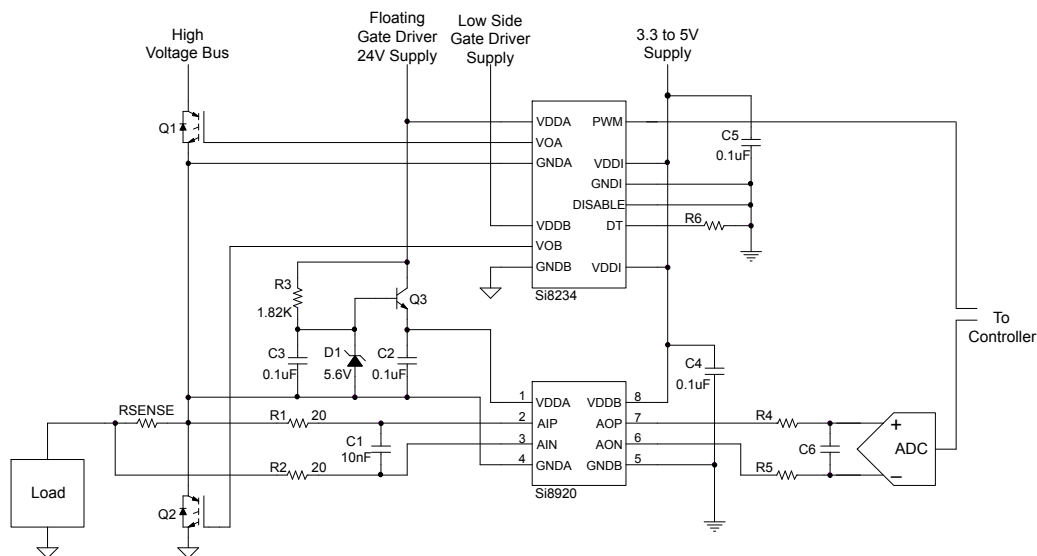 High
Voltage Bus
Floating
Gate Driver
24V Supply
Low Side
Gate Driver
Supply
3.3 to 5V
Supply
Q1
VDDA
VOA
GNDA
VDDB
VOB
GNDB
PWM
VDDI
GNDI
DISABLE
DT
VDDI
Si8234
C5
0.1uF
R6
R3
1.82K
Q3
C3
0.1uF
D1
5.6V
C2
0.1uF
C4
0.1uF
To
Controller
RSENSE
R1 20
C1
10nF
R2 20
1
2
3
4
VDDA
AIP
AIN
GNDA
VDDB
AOP
AON
GNDB
8
7
6
5
Si8920
R4
C6
R5
+
ADC
−
Load
Q2